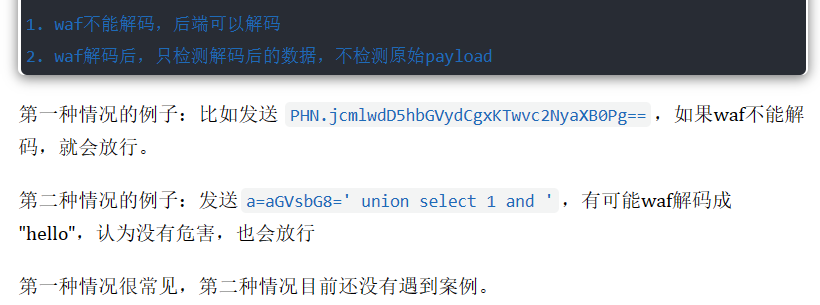 1. waf不能解码，后端可以解码
2. waf解码后，只检测解码后的数据，不检测原始payload
第一种情况的例子：比如发送 PHN.jcmlwdD5hbGVydCgxKTwvc2NyaXB0Pg== ，如果waf不能解
码，就会放行。
第二种情况的例子：发送 a=aGVsbG8=' union select 1 and ' ，有可能waf解码成
"hello"，认为没有危害，也会放行
第一种情况很常见，第二种情况目前还没有遇到案例。